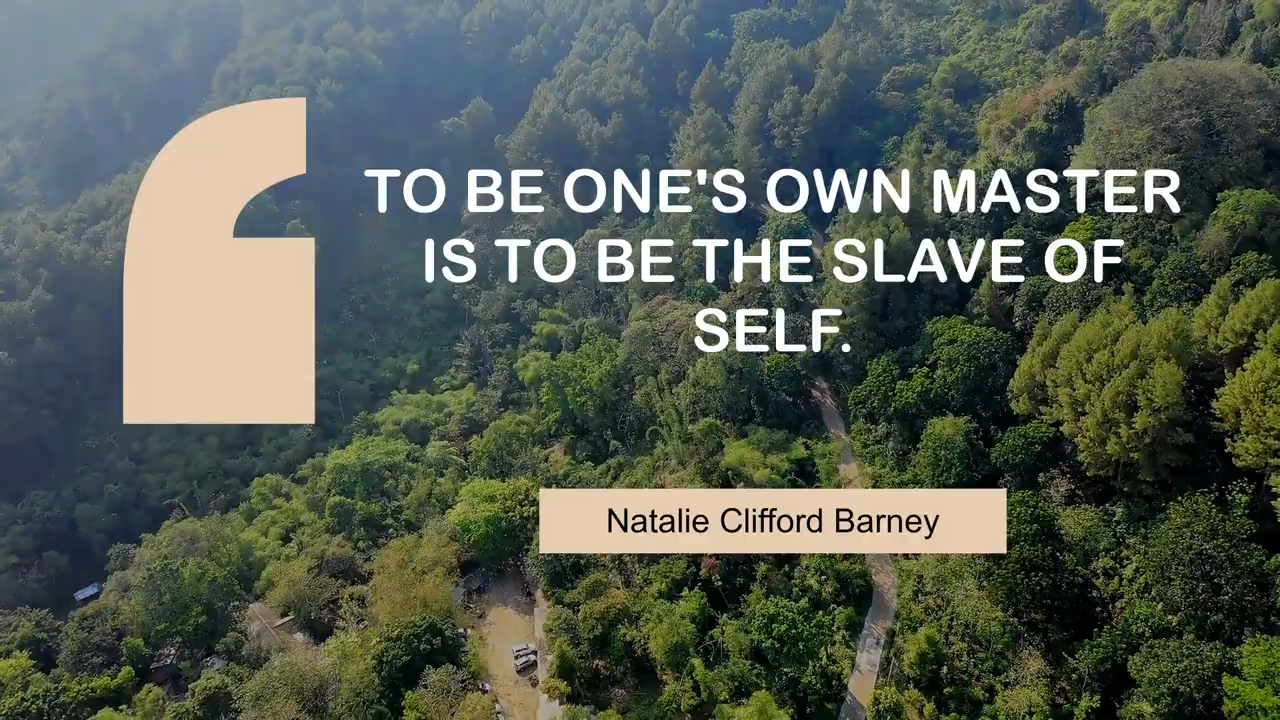 TO BE ONE'S OWN MASTER
IS TO BE THE SLAVE OF
SELF.
Natalie Clifford Barney